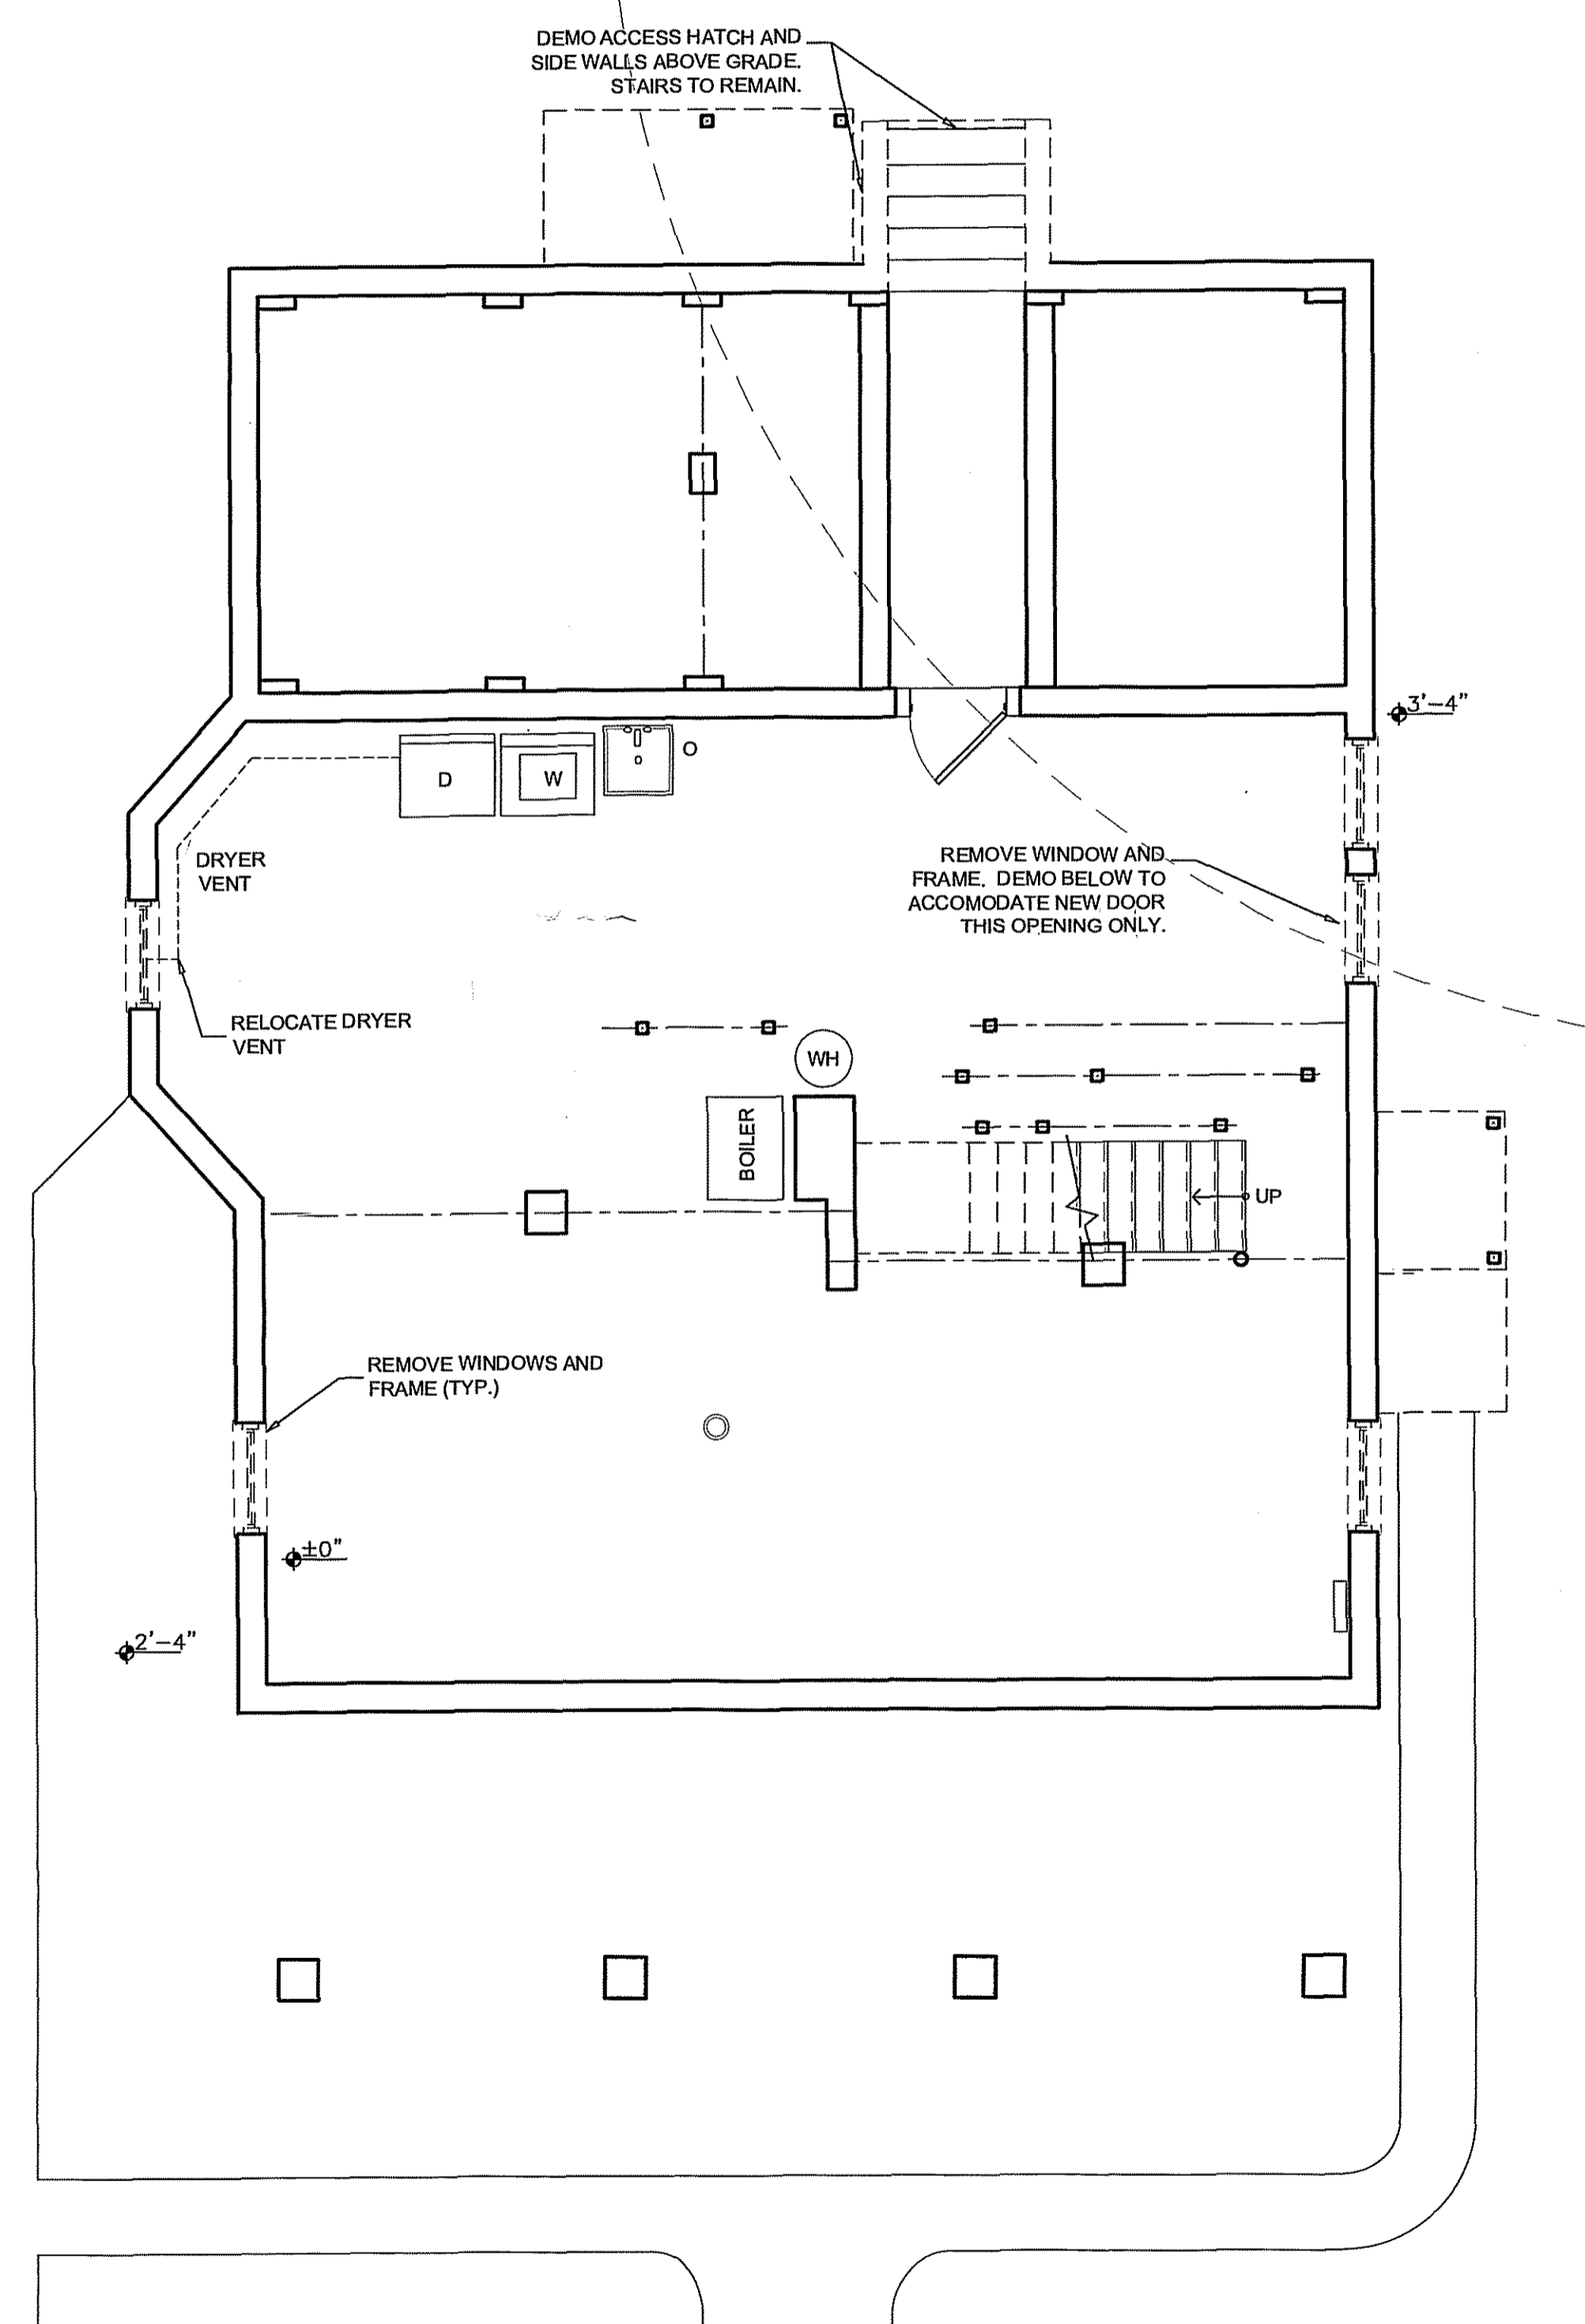 DEMO ACCESS HATCH AND
SIDE WALLS ABOVE GRADE.
STAIRS TO REMAIN.
3'-4"
D
W
DRYER
VENT
REMOVE WINDOW AND
FRAME. DEMO BELOW TO
ACCOMODATE NEW DOOR
THIS OPENING ONLY.
RELOCATE DRYER
VENT
WH
BOILER
UP
REMOVE WINDOWS AND
FRAME (TYP.)
±0"
2'-4"